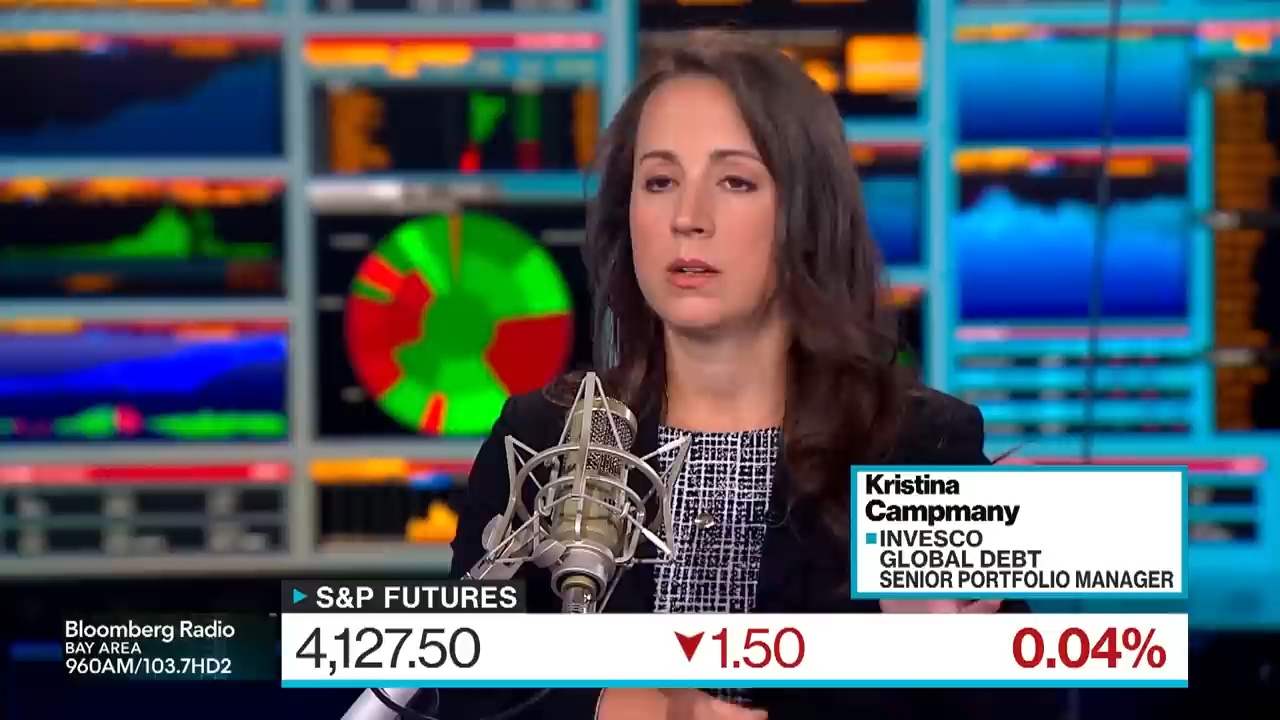 Kristina
Campmany
INVESCO
GLOBAL DEBT
SENIOR PORTFOLIO MANAGER
S&P FUTURES
4,127.50 1.50 0.04%
Bloomberg Radio
BAY AREA
960AM/103.7HD2